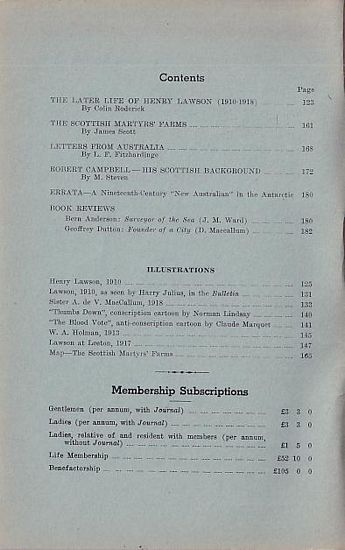 Contents
Page
THE LATER LIFE OF HENRY LAWSON (1910-1918) 123
By Colin Roderick
THE SCOTTISH MARTYRS' FARMS 161
By James Scott
LETTERS FROM AUSTRALIA 168
By L. F. Fitzhardinge
ROBERT CAMPBELL—HIS SCOTTISH BACKGROUND 172
By M. Steven
ERRATA—A Nineteenth-Century "New Australian" in the Antarctic 180
BOOK REVIEWS
Bern Anderson: Surveyor of the Sea (J. M. Ward) 180
Geoffrey Dutton: Founder of a City (D. Maccallum) 182
ILLUSTRATIONS
Henry Lawson, 1910 125
Lawson, 1910, as seen by Harry Julius, in the Bulletin 131
Sister A. de V. MacCallum, 1918 133
"Thumbs Down", conscription cartoon by Norman Lindsay 140
"The Blood Vote", anti-conscription cartoon by Claude Marquet 141
W. A. Holman, 1913 145
Lawson at Leeton, 1917 147
Map—The Scottish Martyrs' Farms 163
Membership Subscriptions
Gentlemen (per annum, with Journal) £3 3 0
Ladies (per annum, with Journal) £3 3 0
Ladies, relative of and resident with members (per annum,
without Journal) £1 5 0
Life Membership £52 10 0
Benefactorship £105 0 0